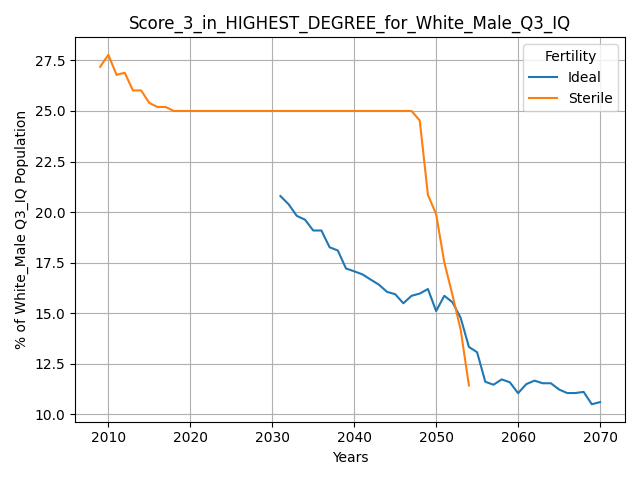 Score_3_in_HIGHEST_DEGREE_for_White_Male_Q3_IQ
% of White_Male Q3_IQ Population
27.5
25.0
22.5
20.0
17.5
15.0
12.5
10.0
Fertility
Ideal
Sterile
2010 2020 2030 2040 2050 2060 2070
Years